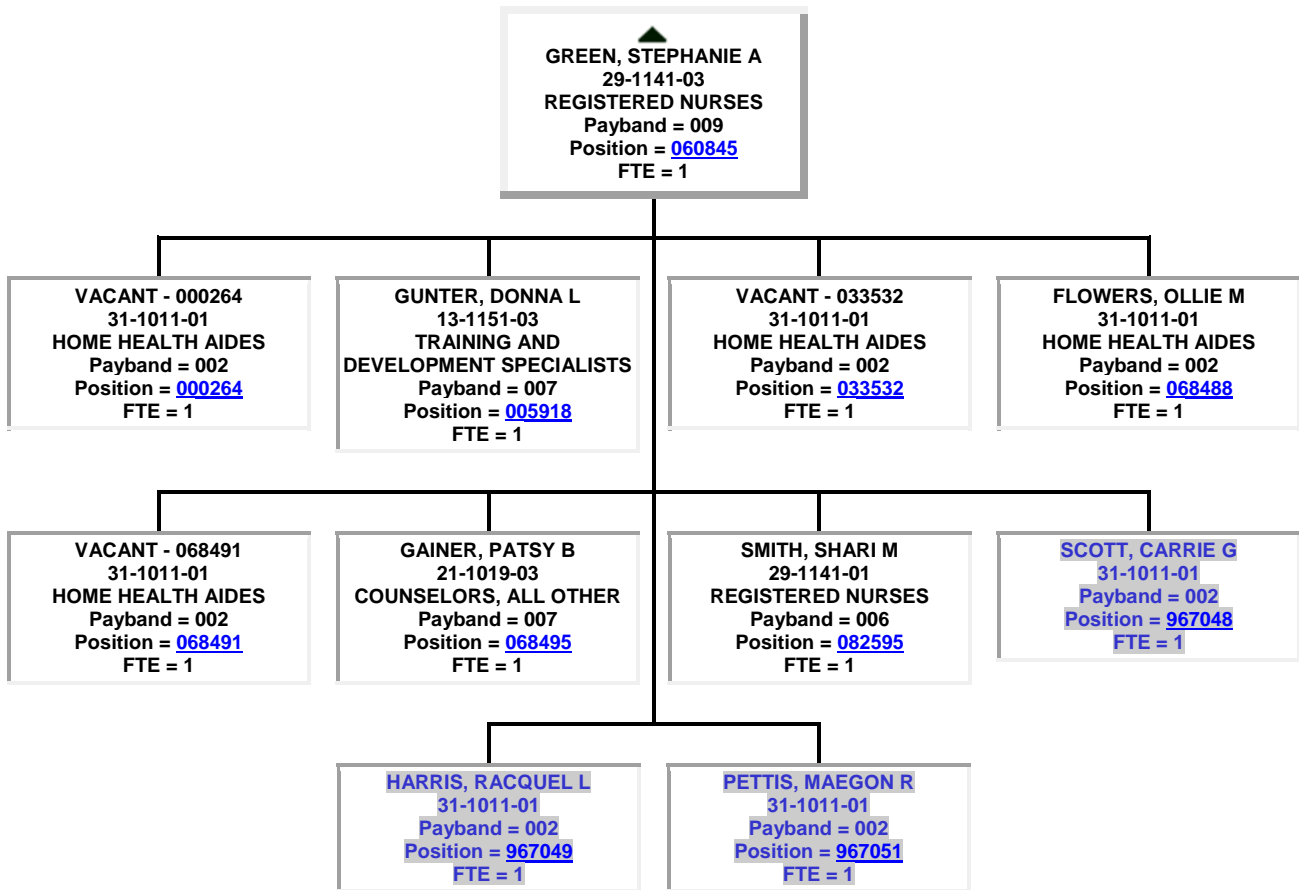 GREEN, STEPHANIE A
29-1141-03
REGISTERED NURSES
Payband = 009
Position = 060845
FTE = 1
VACANT - 000264
31-1011-01
HOME HEALTH AIDES
Payband = 002
Position = 000264
FTE = 1
GUNTER, DONNA L
13-1151-03
TRAINING AND
DEVELOPMENT SPECIALISTS
Payband = 007
Position = 005918
FTE = 1
VACANT - 033532
31-1011-01
HOME HEALTH AIDES
Payband = 002
Position = 033532
FTE = 1
FLOWERS, OLLIE M
31-1011-01
HOME HEALTH AIDES
Payband = 002
Position = 068488
FTE = 1
VACANT - 068491
31-1011-01
HOME HEALTH AIDES
Payband = 002
Position = 068491
FTE = 1
GAINER, PATSY B
21-1019-03
COUNSELORS, ALL OTHER
Payband = 007
Position = 068495
FTE = 1
SMITH, SHARI M
29-1141-01
REGISTERED NURSES
Payband = 006
Position = 082595
FTE = 1
SCOTT, CARRIE G
31-1011-01
Payband = 002
Position = 967048
FTE = 1
HARRIS, RACQUEL L
31-1011-01
Payband = 002
Position = 967049
FTE = 1
PETTIS, MAEGON R
31-1011-01
Payband = 002
Position = 967051
FTE = 1